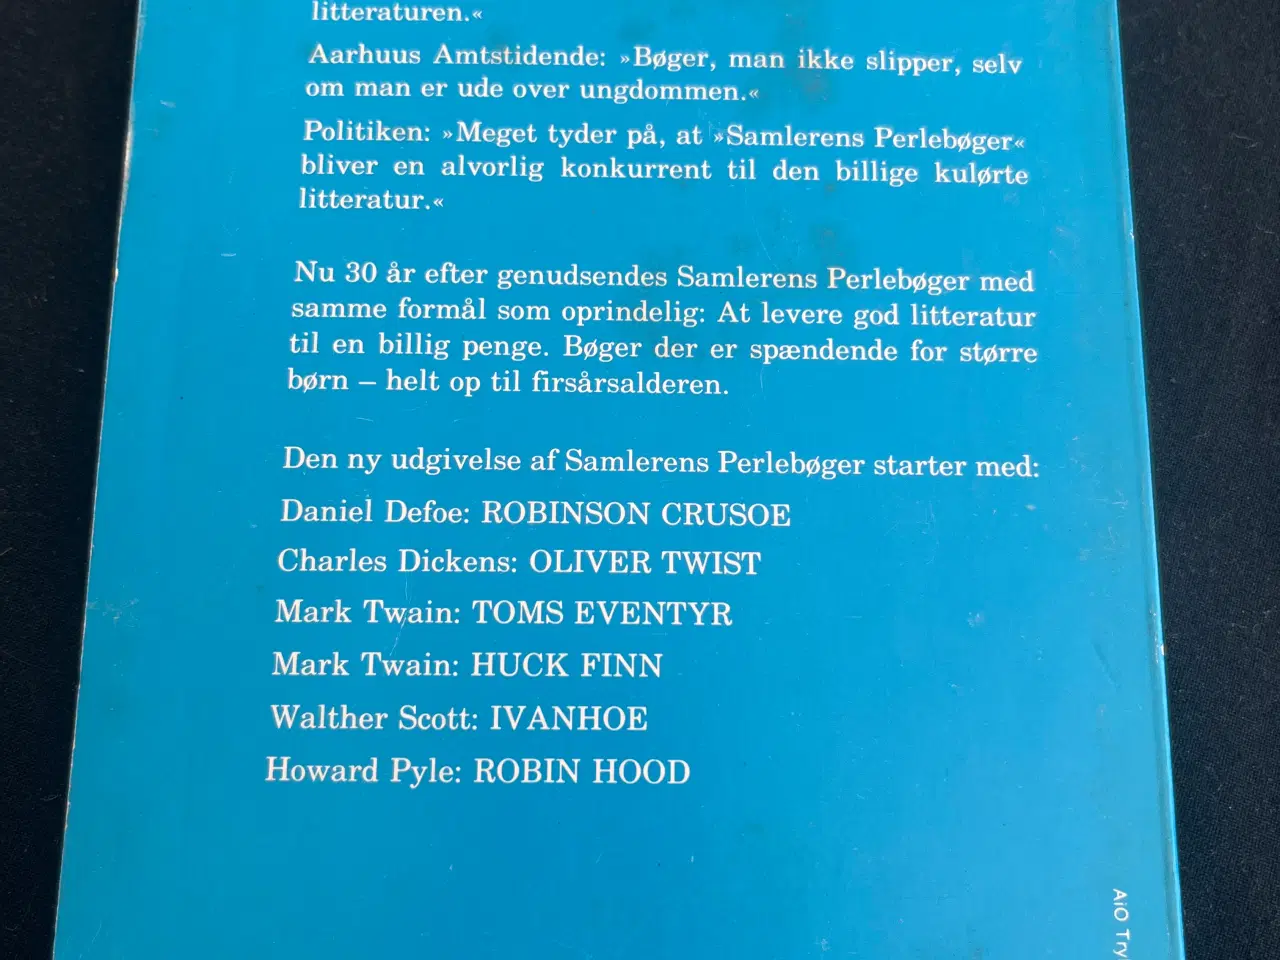 litteraturen.«
Aarhuus Amtstidende: »Bøger, man ikke slipper, selv
om man er ude over ungdommen.«
Politiken: »Meget tyder på, at »Samlerens Perlebøger«
bliver en alvorlig konkurrent til den billige kulørte
litteratur.«
Nu 30 år efter genudsendes Samlerens Perlebøger med
samme formål som oprindelig: At levere god litteratur
til en billig penge. Bøger der er spændende for større
børn – helt op til firsårsalderen.
Den ny udgivelse af Samlerens Perlebøger starter med:
Daniel Defoe: ROBINSON CRUSOE
Charles Dickens: OLIVER TWIST
Mark Twain: TOMS EVENTYR
Mark Twain: HUCK FINN
Walther Scott: IVANHOE
Howard Pyle: ROBIN HOOD
AiO